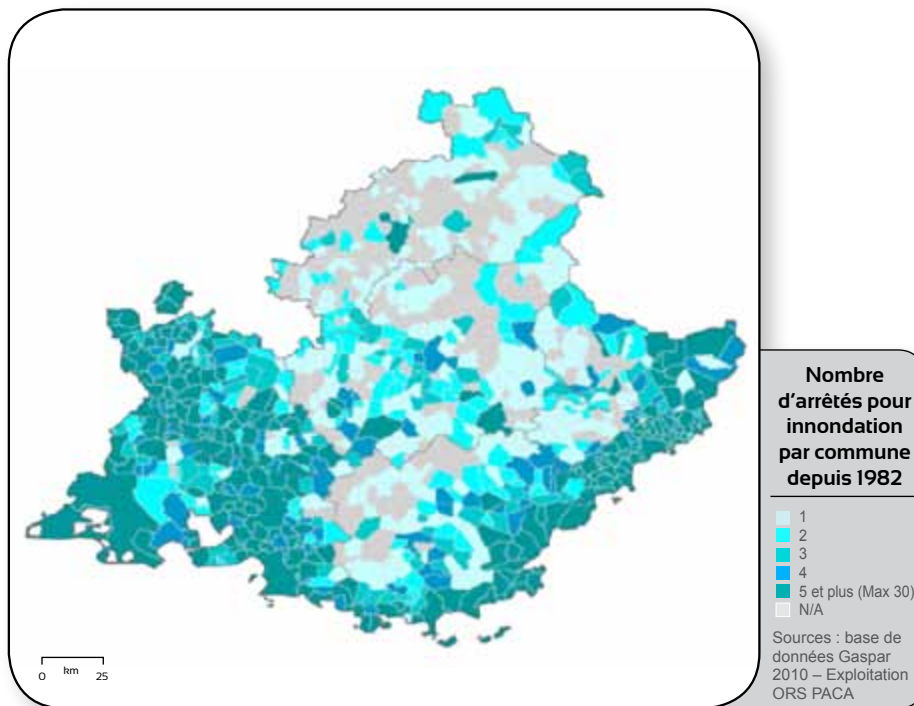 Nombre
d'arrêtés pour
innondation
par commune
depuis 1982
1
2
3
4
5 et plus (Max 30)
N/A
Sources : base de
données Gaspar
2010 – Exploitation
ORS PACA
0 km 25